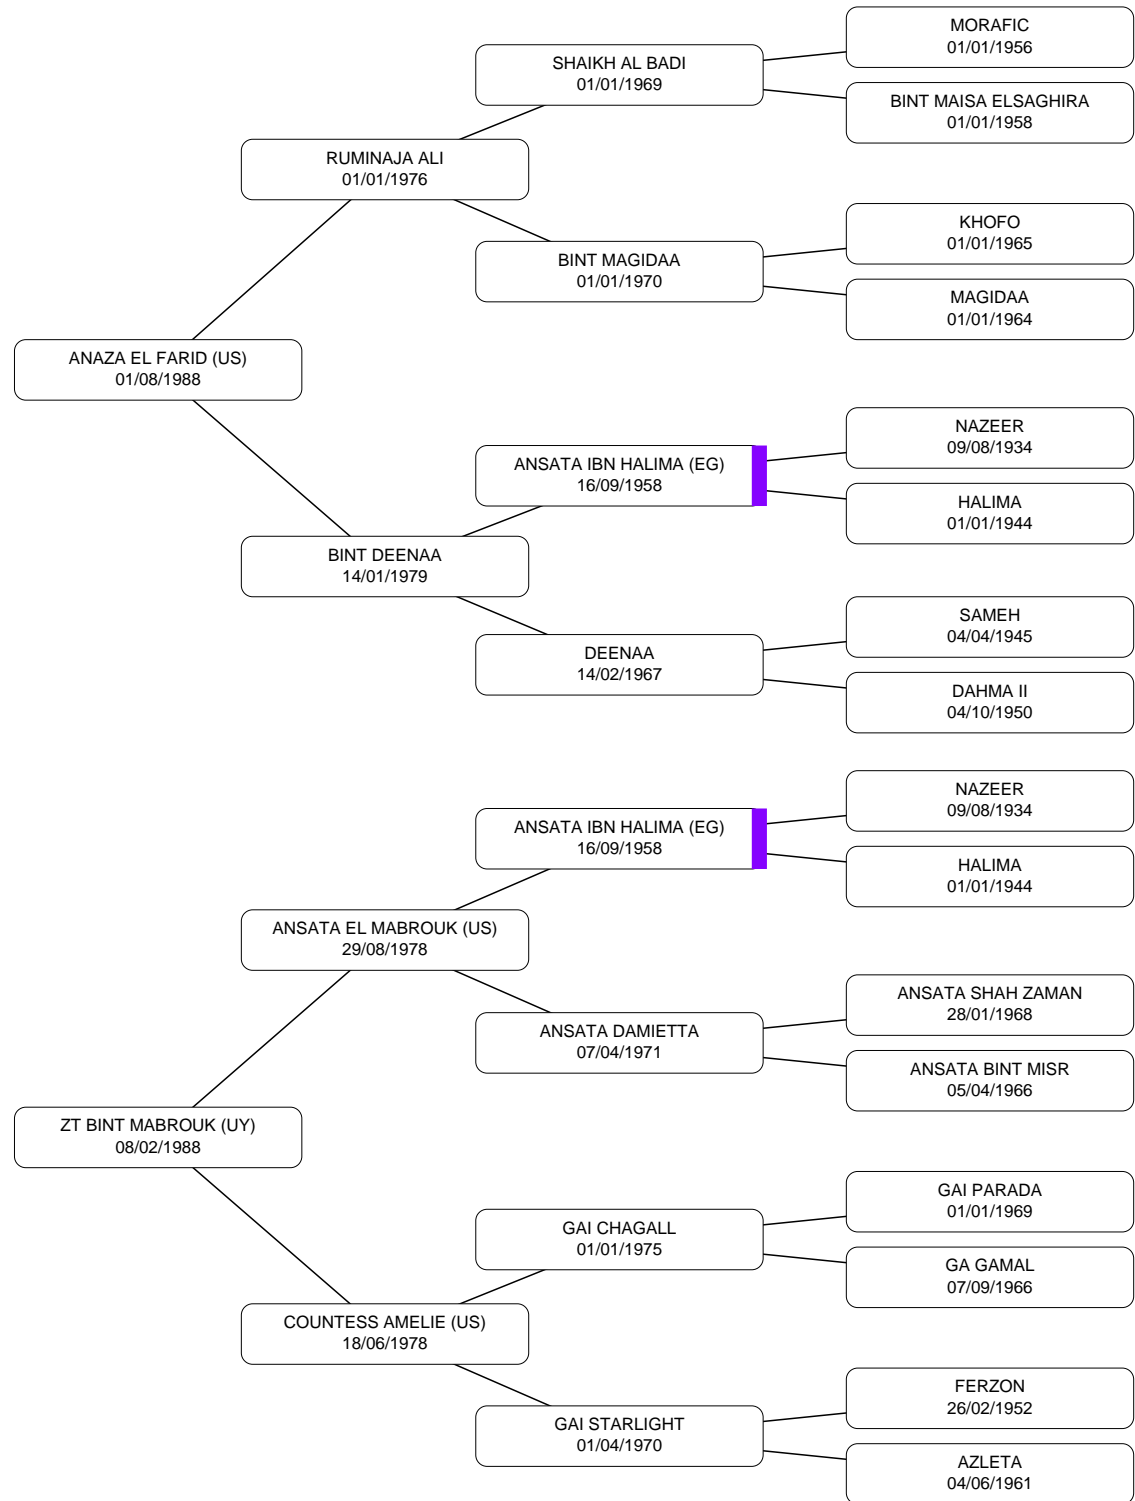 MORAFIC
01/01/1956
SHAIKH AL BADI
01/01/1969
BINT MAISA ELSAGHIRA
01/01/1958
RUMINAJA ALI
01/01/1976
KHOFO
01/01/1965
BINT MAGIDAA
01/01/1970
MAGIDAA
01/01/1964
ANAZA EL FARID (US)
01/08/1988
NAZEER
09/08/1934
ANSATA IBN HALIMA (EG)
16/09/1958
HALIMA
01/01/1944
BINT DEENAA
14/01/1979
SAMEH
04/04/1945
DEENAA
14/02/1967
DAHMA II
04/10/1950
NAZEER
09/08/1934
ANSATA IBN HALIMA (EG)
16/09/1958
HALIMA
01/01/1944
ANSATA EL MABROUK (US)
29/08/1978
ANSATA SHAH ZAMAN
28/01/1968
ANSATA DAMIETTA
07/04/1971
ANSATA BINT MISR
05/04/1966
ZT BINT MABROUK (UY)
08/02/1988
GAI PARADA
01/01/1969
GAI CHAGALL
01/01/1975
GA GAMAL
07/09/1966
COUNTESS AMELIE (US)
18/06/1978
FERZON
26/02/1952
GAI STARLIGHT
01/04/1970
AZLETA
04/06/1961